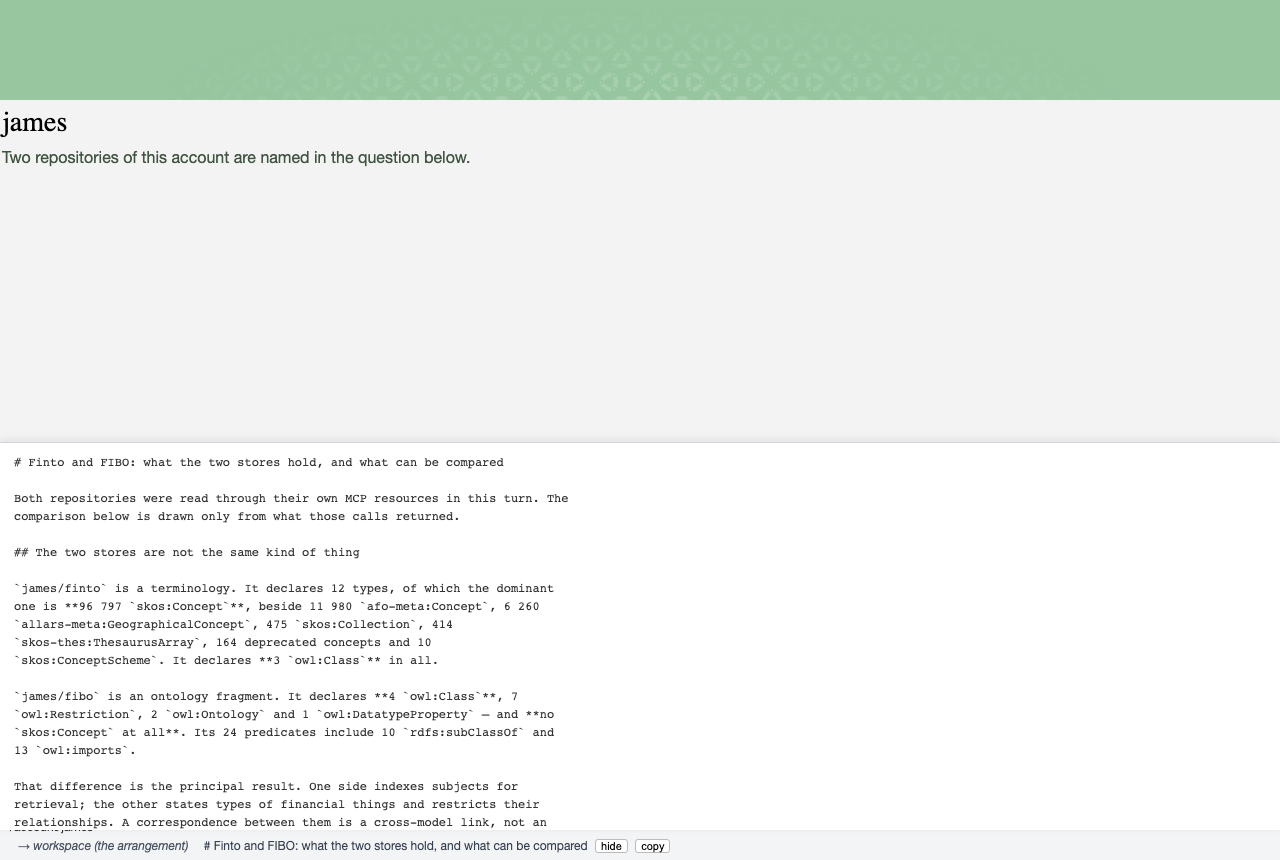 james
Two repositories of this account are named in the question below.
# Finto and FIBO: what the two stores hold, and what can be compared
Both repositories were read through their own MCP resources in this turn. The
comparison below is drawn only from what those calls returned.
## The two stores are not the same kind of thing
`james/finto` is a terminology. It declares 12 types, of which the dominant
one is **96 797 `skos:Concept`**, beside 11 980 `afo-meta:Concept`, 6 260
`allars-meta:GeographicalConcept`, 475 `skos:Collection`, 414
`skos-thes:ThesaurusArray`, 164 deprecated concepts and 10
`skos:ConceptScheme`. It declares **3 `owl:Class`** in all.
`james/fibo` is an ontology fragment. It declares **4 `owl:Class`**, 7
`owl:Restriction`, 2 `owl:Ontology` and 1 `owl:DatatypeProperty` — and **no
`skos:Concept` at all**. Its 24 predicates include 10 `rdfs:subClassOf` and
13 `owl:imports`.
That difference is the principal result. One side indexes subjects for
retrieval; the other states types of financial things and restricts their
relationships. A correspondence between them is a cross-model link, not an
→ workspace (the arrangement) # Finto and FIBO: what the two stores hold, and what can be compared hide copy